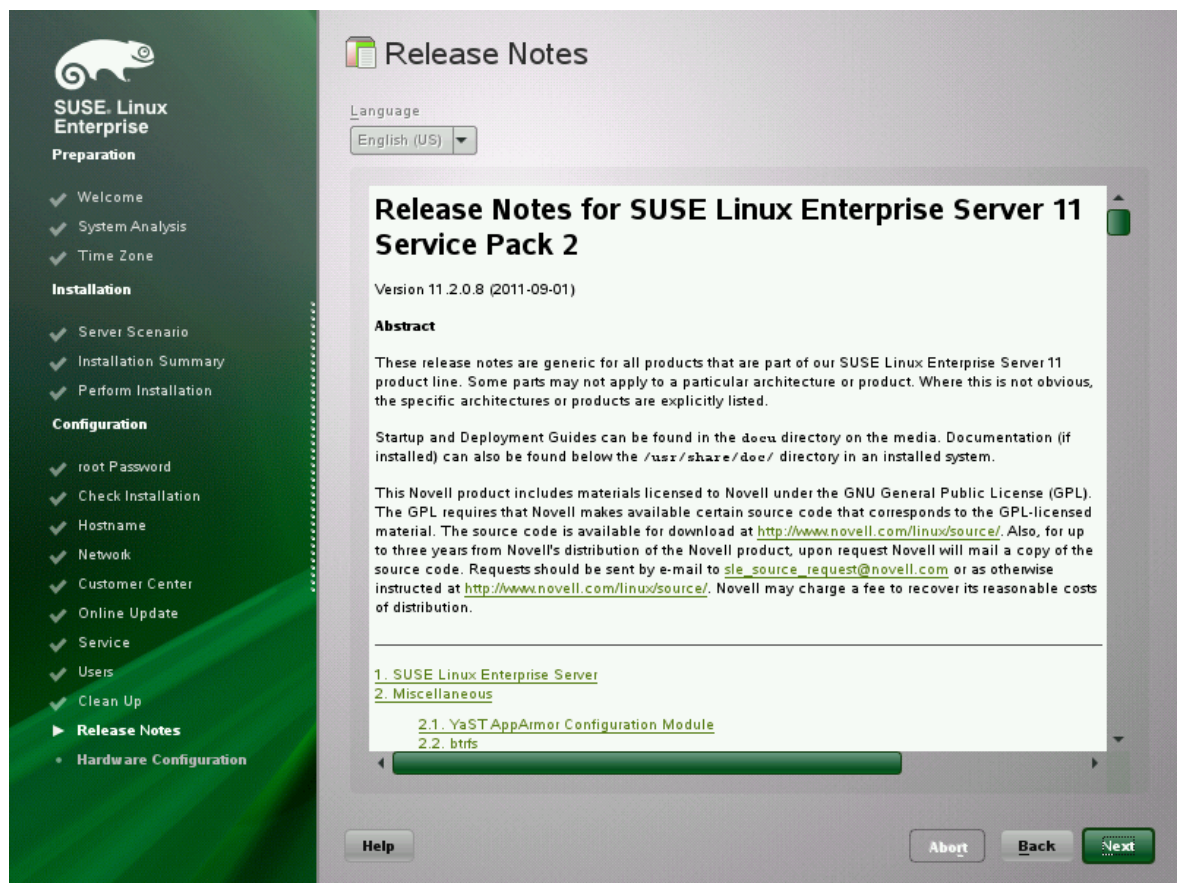 SUSE. Linux
Enterprise
Preparation
Welcome
System Analysis
Time Zone
Installation
Server Scenario
Installation Summary
Perform Installation
Configuration
root Password
Check Installation
Hostname
Network
Customer Center
Online Update
Service
Users
Clean Up
Release Notes
Hardware Configuration
Release Notes
Language
English (US)
Release Notes for SUSE Linux Enterprise Server 11
Service Pack 2
Version 11.2.0.8 (2011-09-01)
Abstract
These release notes are generic for all products that are part of our SUSE Linux Enterprise Server 11
product line. Some parts may not apply to a particular architecture or product. Where this is not obvious,
the specific architectures or products are explicitly listed.
Startup and Deployment Guides can be found in the docu directory on the media. Documentation (if
installed) can also be found below the /usr/share/doc/ directory in an installed system.
This Novell product includes materials licensed to Novell under the GNU General Public License (GPL).
The GPL requires that Novell makes available certain source code that corresponds to the GPL-licensed
material. The source code is available for download at http://www.novell.com/linux/source/. Also, for up
to three years from Novell's distribution of the Novell product, upon request Novell will mail a copy of the
source code. Requests should be sent by e-mail to sle_source_request@novell.com or as otherwise
instructed at http://www.novell.com/linux/source/. Novell may charge a fee to recover its reasonable costs
of distribution.
1. SUSE Linux Enterprise Server
2. Miscellaneous
2.1. YaST AppArmor Configuration Module
2.2. btrfs
Help
Abort
Back
Next